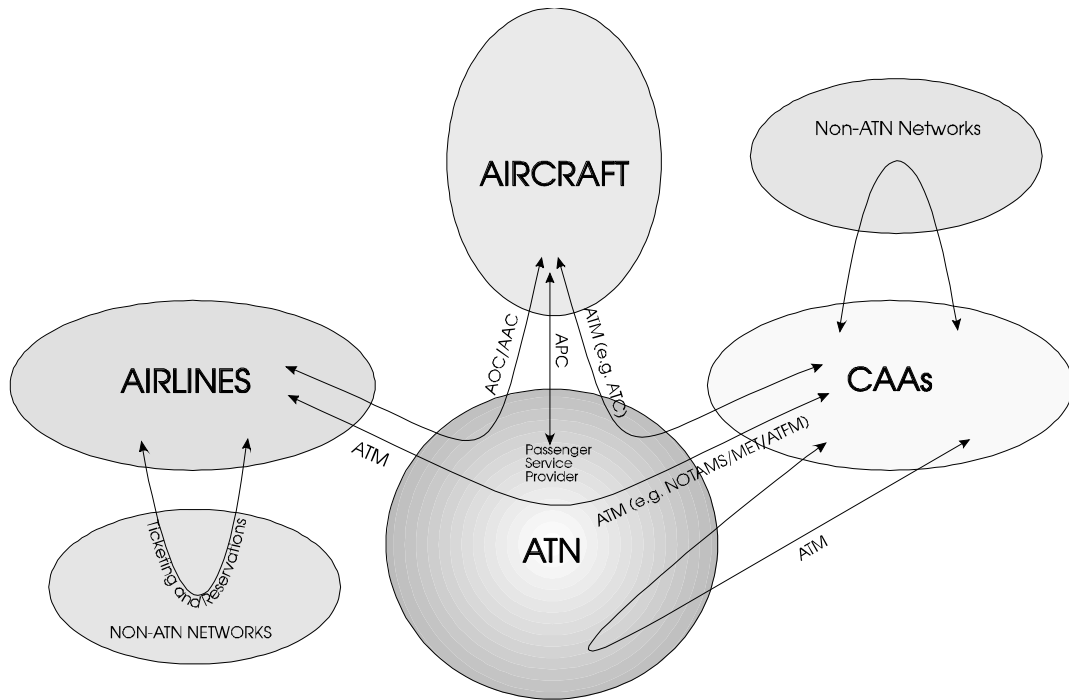 Non-ATN Networks
AIRCRAFT
AOC/AAC
APC
ATM (e.g. ATC)
AIRLINES
CAAs
ATM
Passenger
Service
Provider
ATM (e.g. NOTAMS/MET/ATFM)
ATN
ATM
Ticketing and/Reservations
NON-ATN NETWORKS